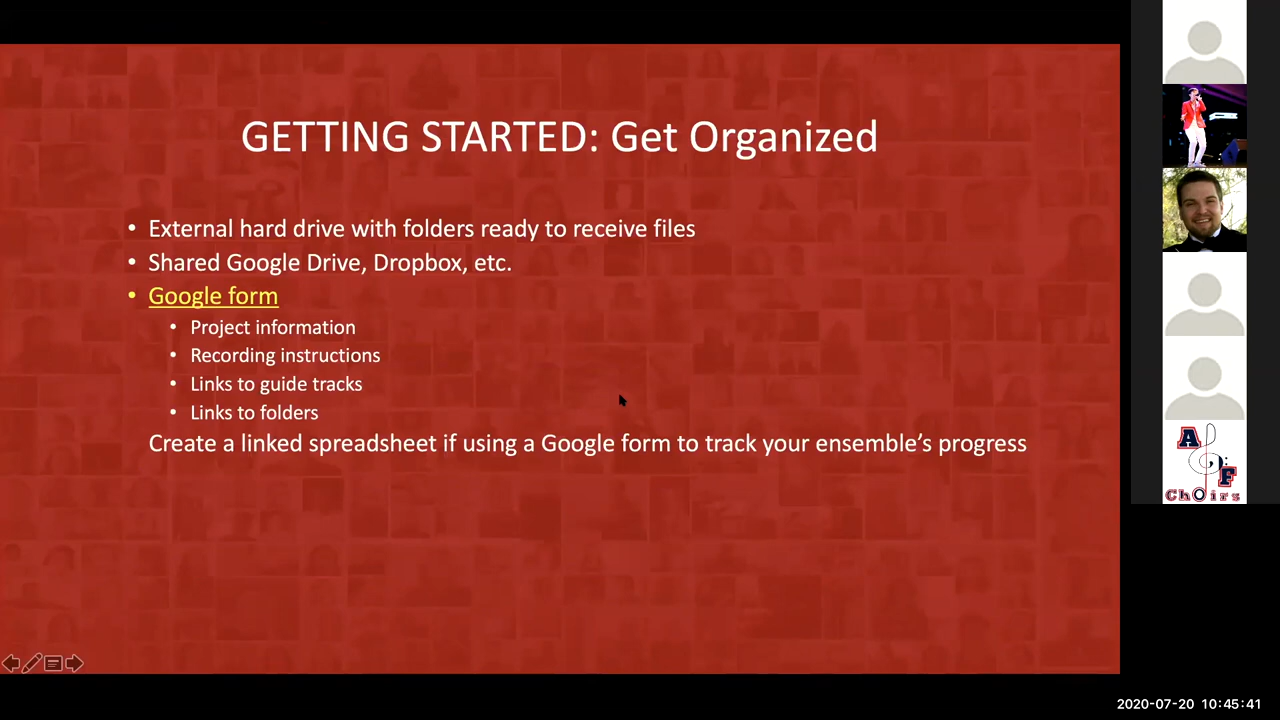 GETTING STARTED: Get Organized
• External hard drive with folders ready to receive files
• Shared Google Drive, Dropbox, etc.
• Google form
• Project information
• Recording instructions
• Links to guide tracks
• Links to folders
Create a linked spreadsheet if using a Google form to track your ensemble’s progress
A
F
Choirs
2020-07-20 10:45:41